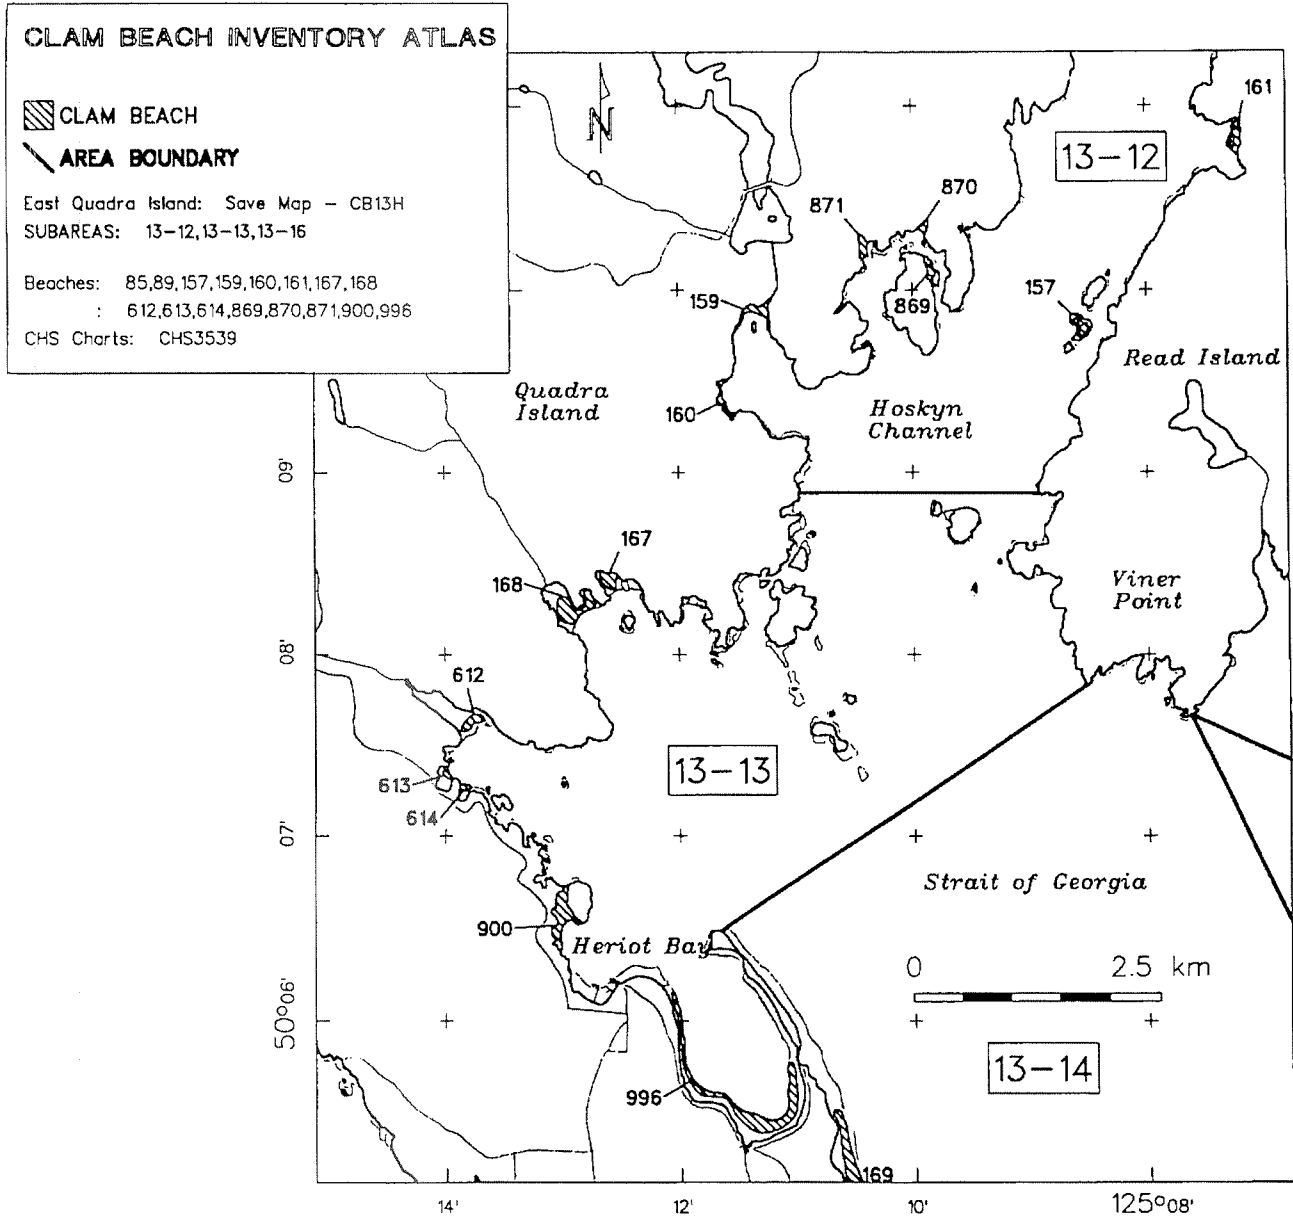 CLAM BEACH INVENTORY ATLAS
CLAM BEACH
AREA BOUNDARY
East Quadra Island: Save Map - CB13H
SUBAREAS: 13-12,13-13,13-16
Beaches: 85,89,157,159,160,161,167,168
: 612,613,614,869,870,871,900,996
CHS Charts: CHS3539
N
161
13-12
870
871
869
157
159
Read Island
Quadra
Island
160
Hoskyn
Channel
09'
167
168
Viner
Point
08'
612
13-13
613
614
07'
Strait of Georgia
900
Heriot Bay
0 2.5 km
50°06'
13-14
996
169
14' 12' 10' 125°08'